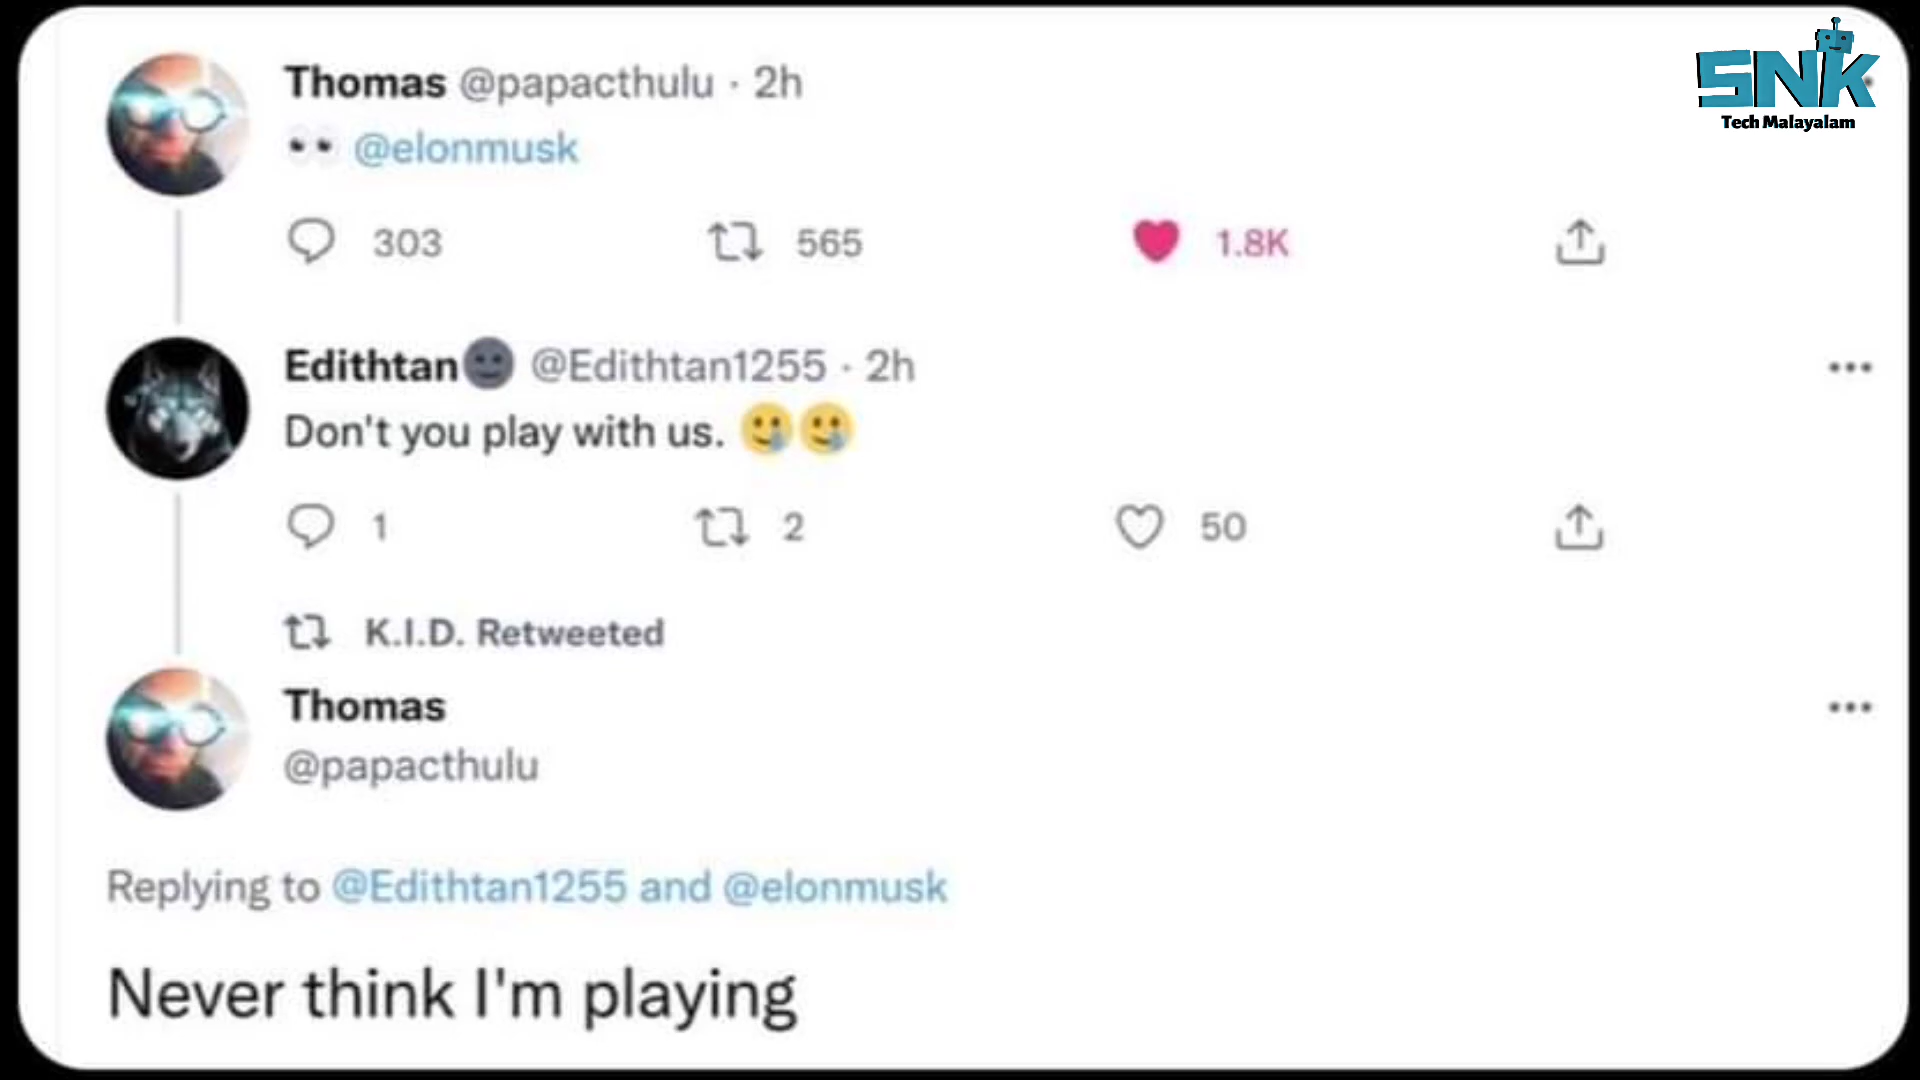 SNK
Tech Malayalam
Thomas @papacthulu · 2h
👀 @elonmusk
303 565 1.8K
Edithtan🌚 @Edithtan1255 · 2h
Don't you play with us. 🥲🥲
1 2 50
K.I.D. Retweeted
Thomas
@papacthulu
Replying to @Edithtan1255 and @elonmusk
Never think I'm playing